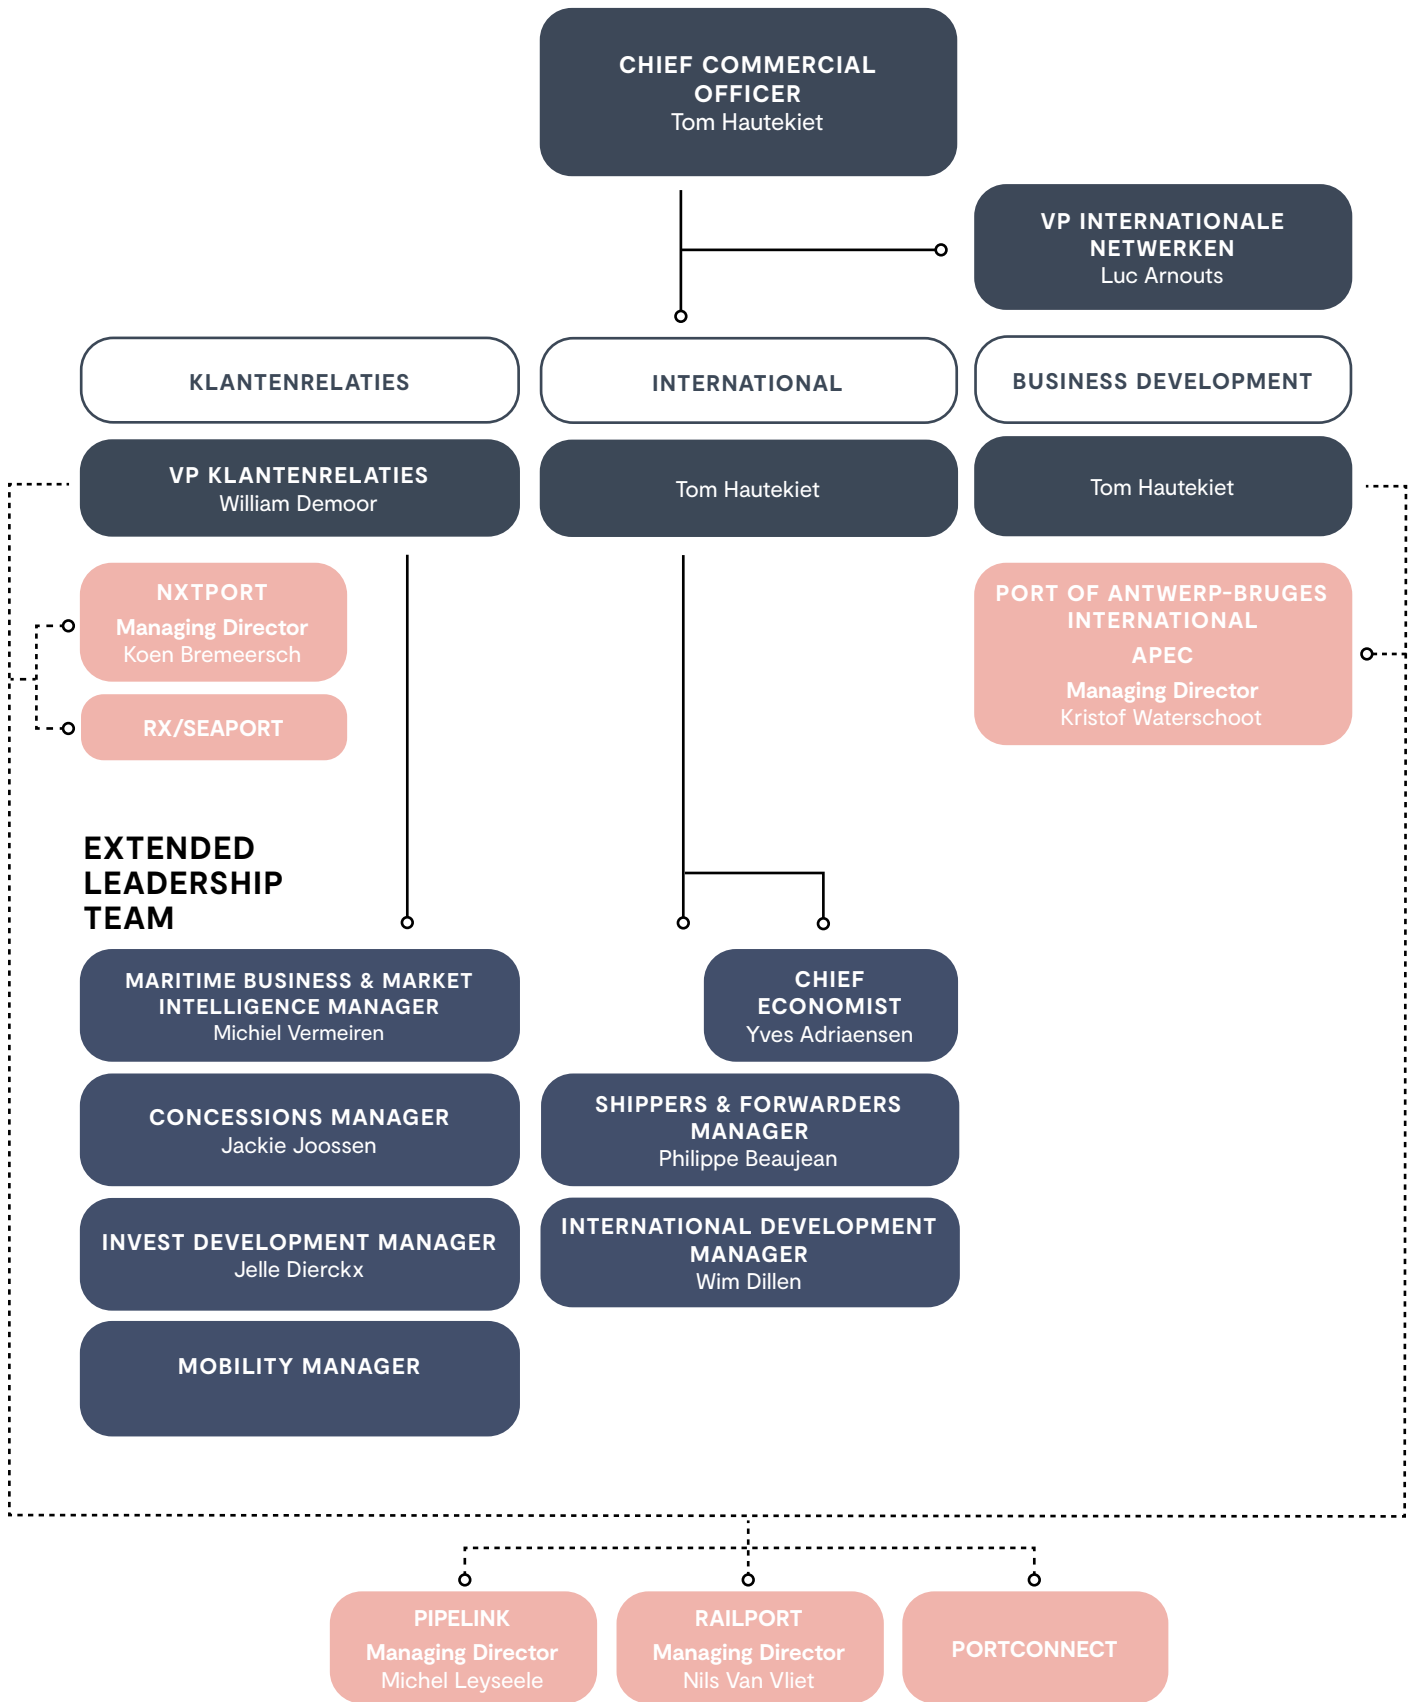 CHIEF COMMERCIAL
OFFICER
Tom Hautekiet
VP INTERNATIONALE
NETWERKEN
Luc Arnouts
KLANTENRELATIES
INTERNATIONAL
BUSINESS DEVELOPMENT
VP KLANTENRELATIES
William Demoor
Tom Hautekiet
Tom Hautekiet
NXTPORT
Managing Director
Koen Bremeersch
RX/SEAPORT
PORT OF ANTWERP-BRUGES
INTERNATIONAL
APEC
Managing Director
Kristof Waterschoot
EXTENDED
LEADERSHIP
TEAM
MARITIME BUSINESS & MARKET
INTELLIGENCE MANAGER
Michiel Vermeiren
CHIEF
ECONOMIST
Yves Adriaensen
CONCESSIONS MANAGER
Jackie Joossen
SHIPPERS & FORWARDERS
MANAGER
Philippe Beaujean
INVEST DEVELOPMENT MANAGER
Jelle Dierckx
INTERNATIONAL DEVELOPMENT
MANAGER
Wim Dillen
MOBILITY MANAGER
PIPELINK
Managing Director
Michel Leyseele
RAILPORT
Managing Director
Nils Van Vliet
PORTCONNECT